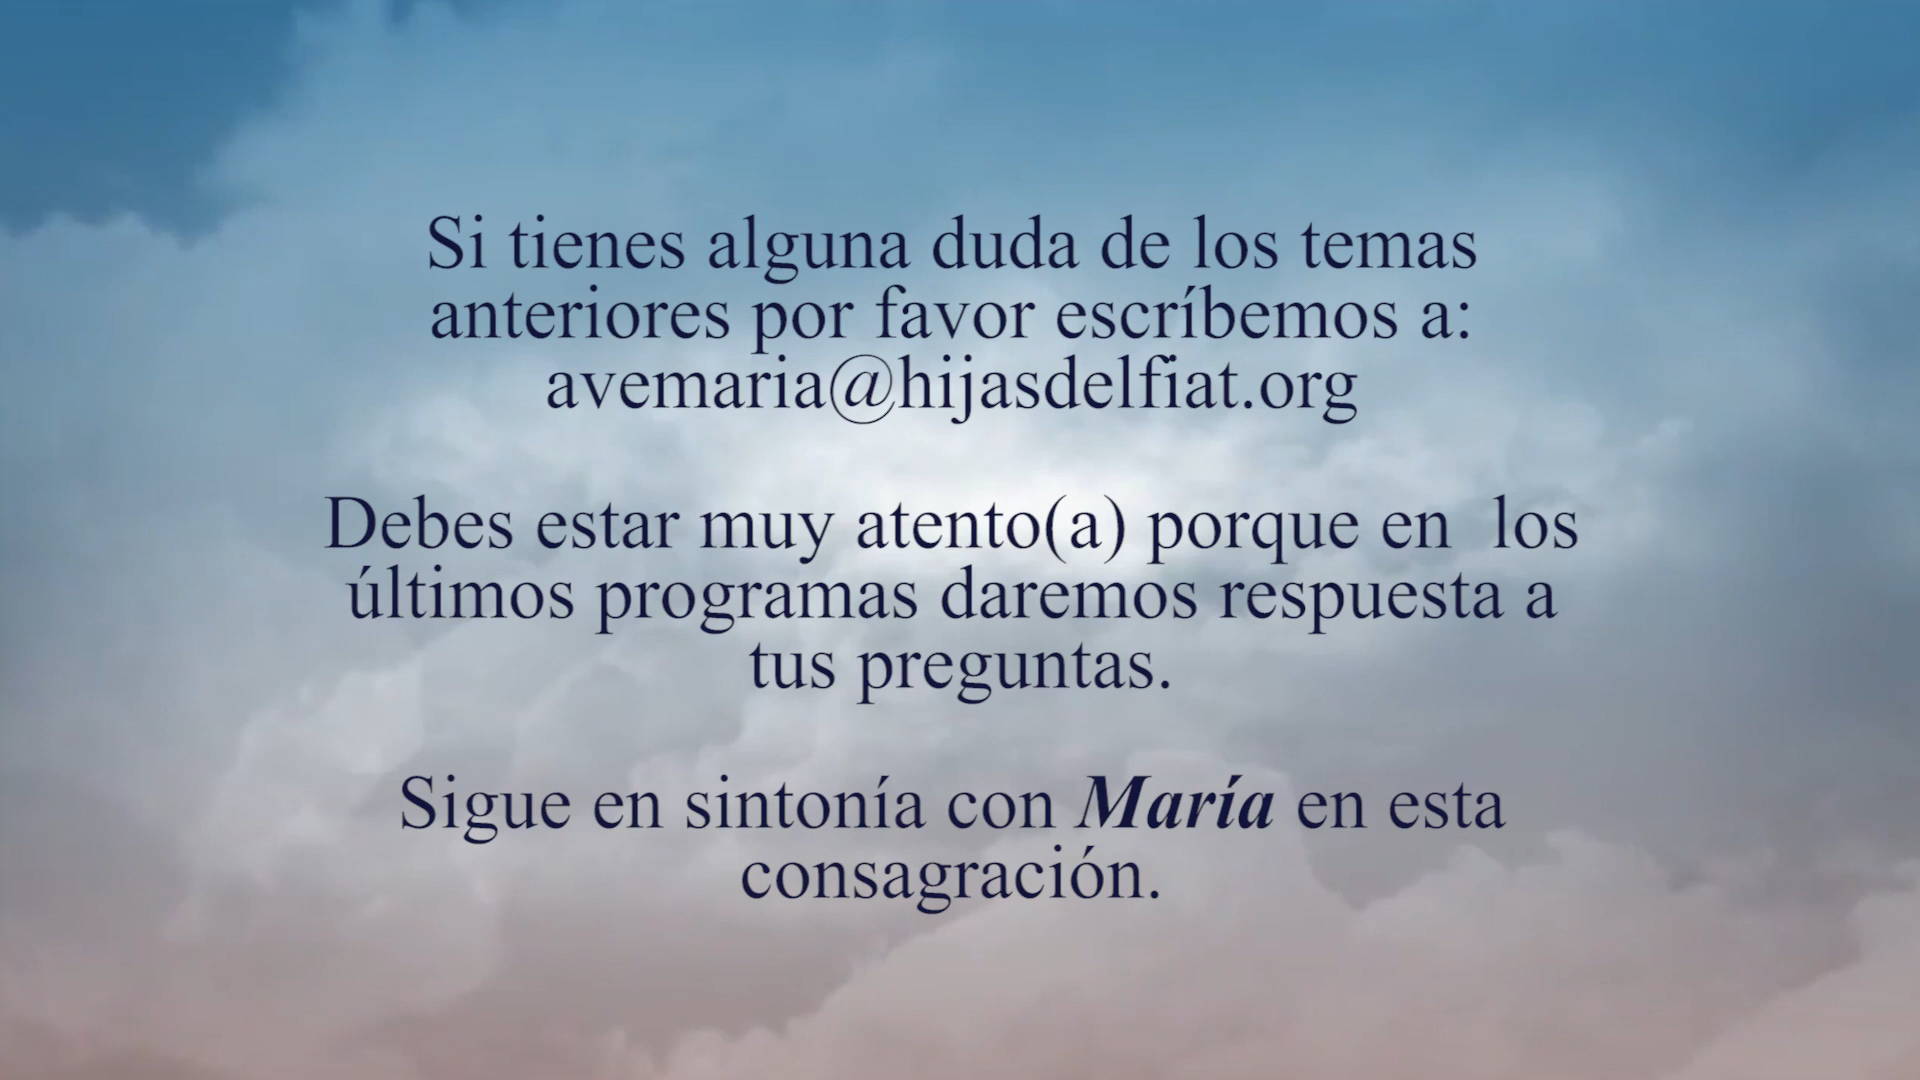 Si tienes alguna duda de los temas
anteriores por favor escríbemos a:
avemaria@hijasdelfiat.org
Debes estar muy atento(a) porque en  los
últimos programas daremos respuesta a
tus preguntas.
Sigue en sintonía con María en esta
consagración.